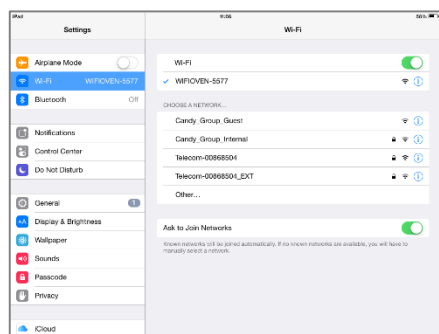 iPad
11:06
50%
Settings
Wi-Fi
Airplane Mode
Wi-Fi WIFIOVEN-5577
Bluetooth Off
Notifications
Control Center
Do Not Disturb
General 1
Display & Brightness
Wallpaper
Sounds
Passcode
Privacy
iCloud
Wi-Fi
WIFIOVEN-5577
CHOOSE A NETWORK...
Candy_Group_Guest
Candy_Group_Internal
Telecom-00868504
Telecom-00868504_EXT
Other...
Ask to Join Networks
Known networks will be joined automatically. If no known networks are available, you will have to
manually select a network.